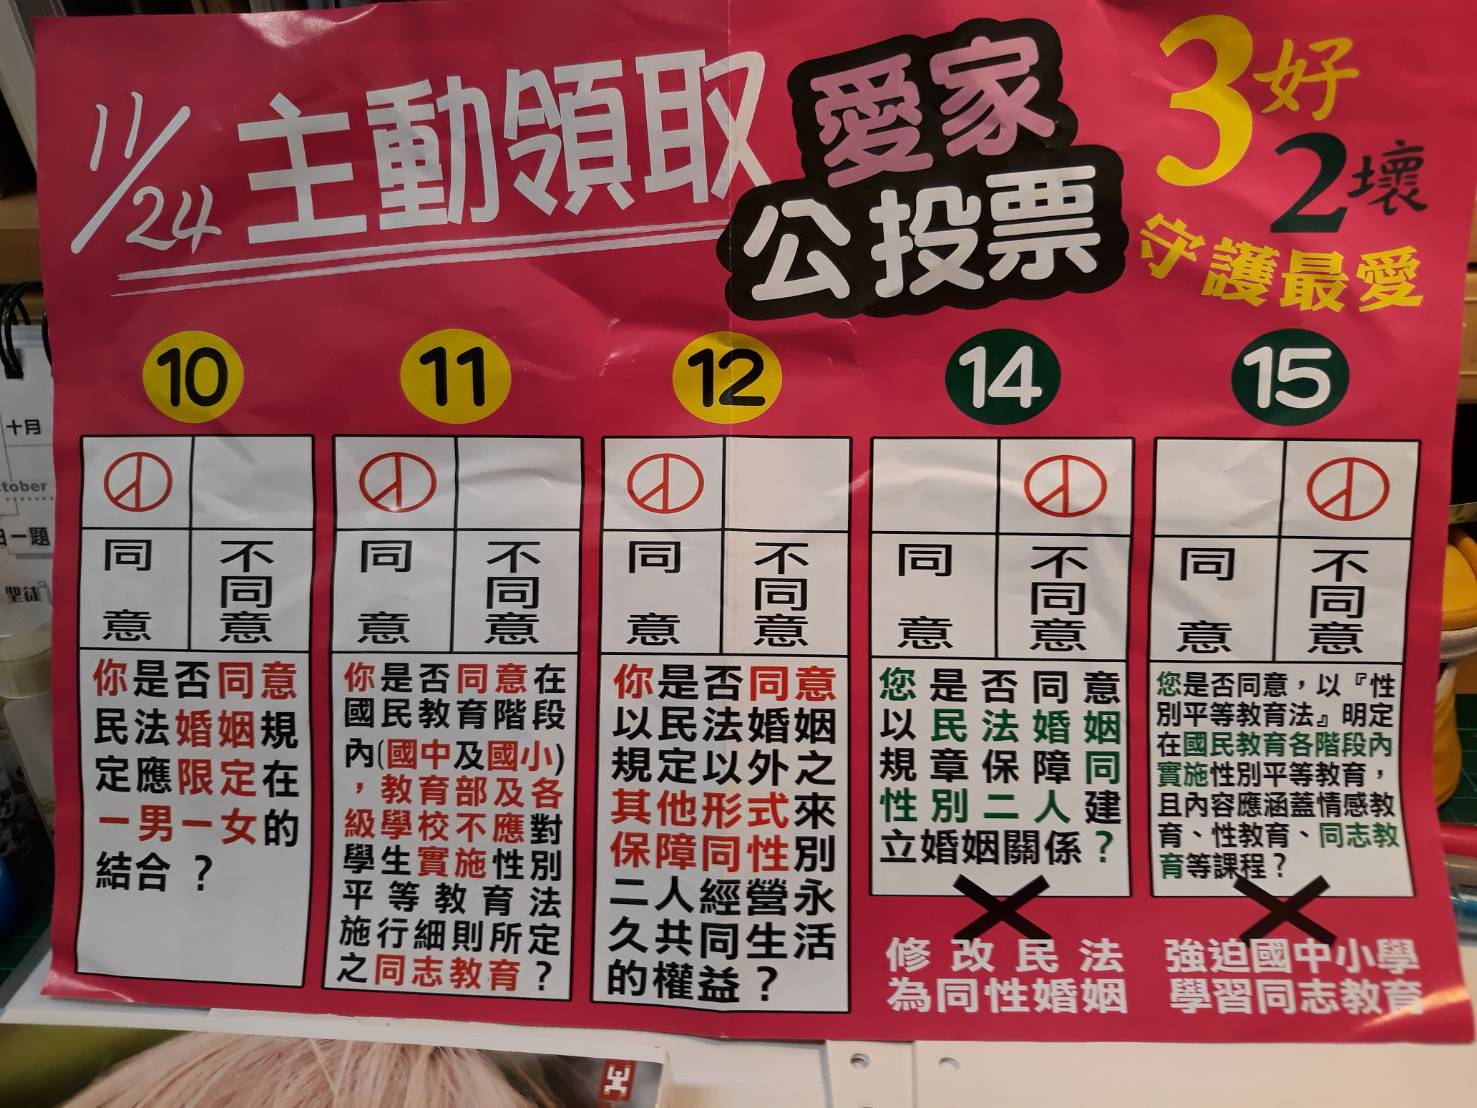 11/24 主動領取 愛家
公投票
3好
2壞
守護最愛
10
同意
不同意
你是否同意
民法婚姻規
定應限定在
一男一女的
結合？
11
同意
不同意
你是否同意在
國民教育階段
內(國中及國小)
，教育部及各
級學校不應對
學生實施性別
平等教育法
施行細則所定
之同志教育？
12
同意
不同意
你是否同意
以民法婚姻
規定以外之
其他形式來
保障同性別
二人經營永
久共同生活
的權益？
14
同意
不同意
您是否同意
以民法婚姻
規章保障同
性別二人建
立婚姻關係？
修改民法
為同性婚姻
15
同意
不同意
您是否同意，以『性
別平等教育法』明定
在國民教育各階段內
實施性別平等教育，
且內容應涵蓋情感教
育、性教育、同志教
育等課程？
強迫國中小學
學習同志教育
十月
tober
一題